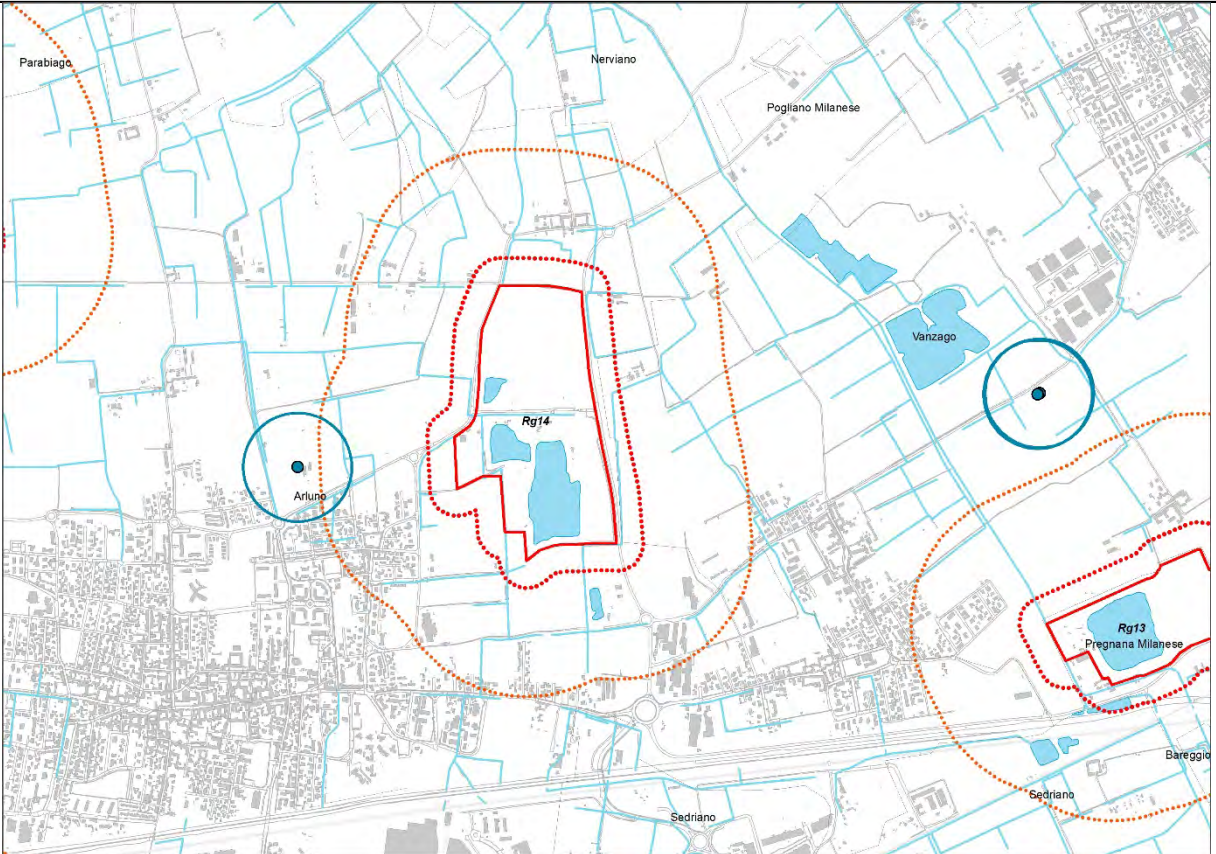 Parabiago
Nerviano
Pogliano Milanese
Vanzago
Rg14
Arluno
Rg13
Pregnana Milanese
Bareggio
Sedriano
Sedriano